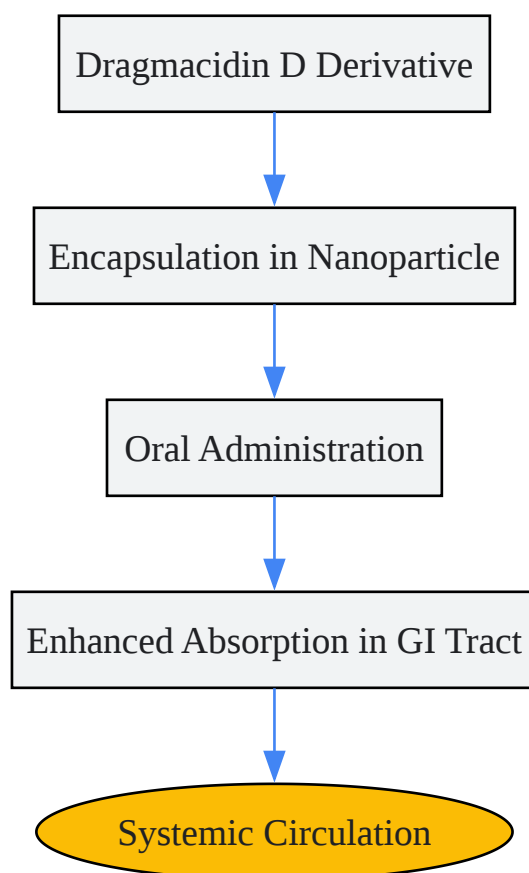 Dragmacidin D Derivative
Encapsulation in Nanoparticle
Oral Administration
Enhanced Absorption in GI Tract
Systemic Circulation